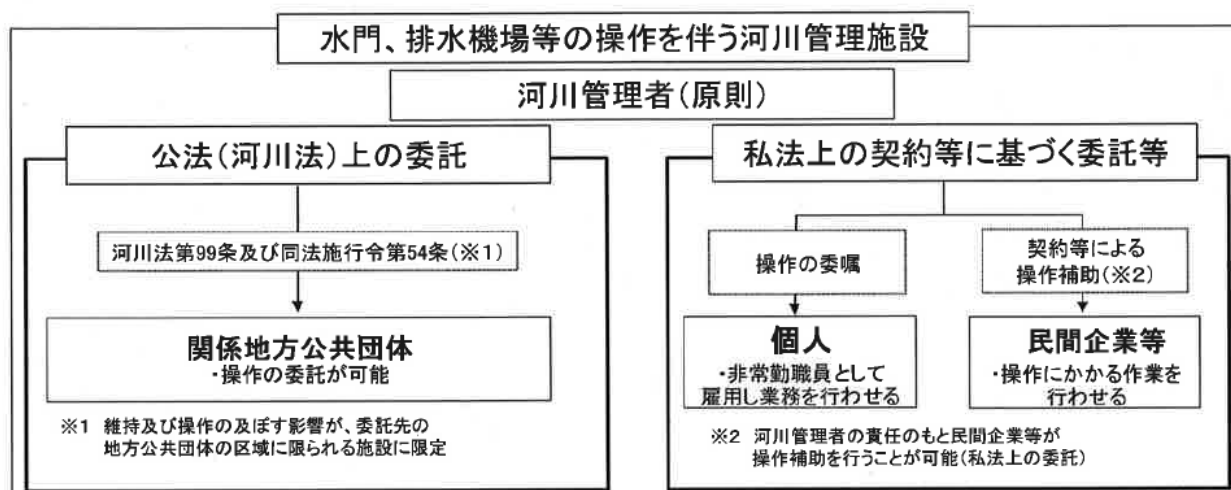 水門、排水機場等の操作を伴う河川管理施設
河川管理者(原則)
公法(河川法)上の委託
河川法第99条及び同法施行令第54条(※1)
関係地方公共団体
・操作の委託が可能
※1 維持及び操作の及ぼす影響が、委託先の
地方公共団体の区域に限られる施設に限定
私法上の契約等に基づく委託等
操作の委嘱
個人
・非常勤職員として
雇用し業務を行わせる
契約等による
操作補助(※2)
民間企業等
・操作にかかる作業を
行わせる
※2 河川管理者の責任のもと民間企業等が
操作補助を行うことが可能(私法上の委託)